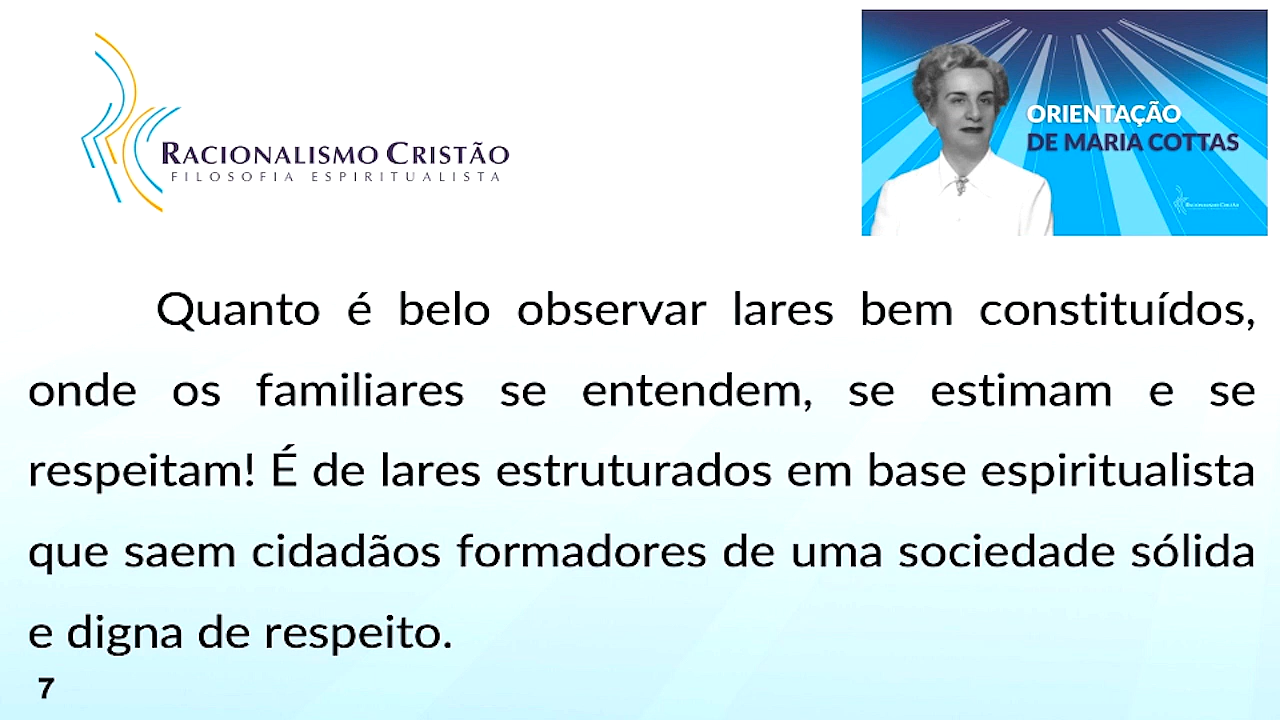 RACIONALISMO CRISTÃO
FILOSOFIA ESPIRITUALISTA
ORIENTAÇÃO
DE MARIA COTTAS
RACIONALISMO CRISTÃO
Quanto é belo observar lares bem constituídos,
onde os familiares se entendem, se estimam e se
respeitam! É de lares estruturados em base espiritualista
que saem cidadãos formadores de uma sociedade sólida
e digna de respeito.
7